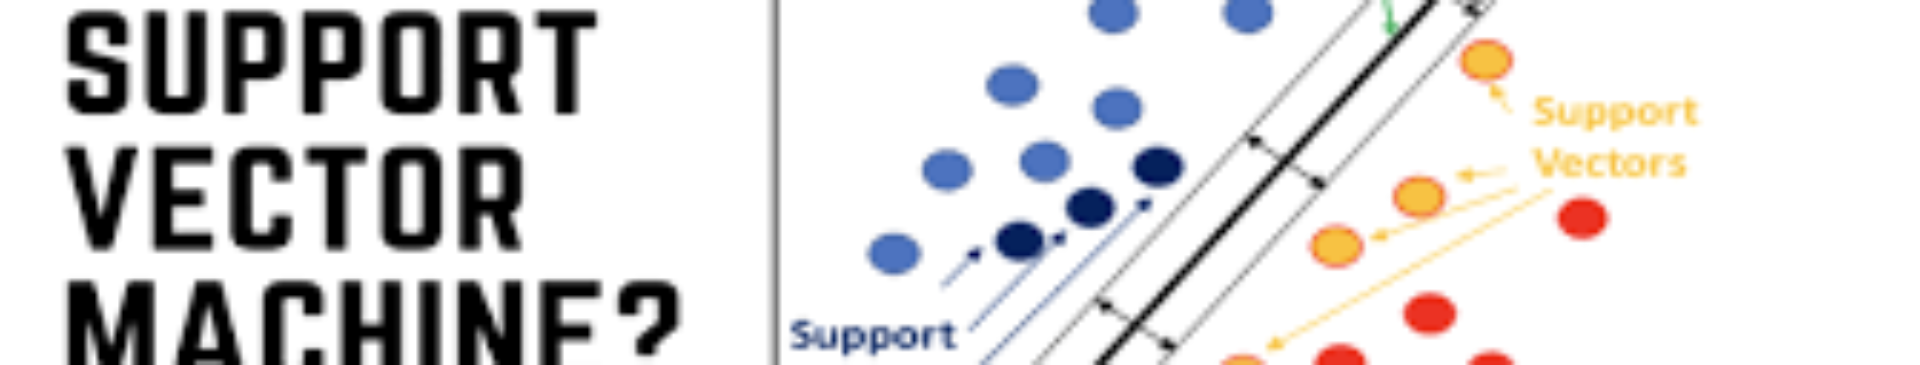 SUPPORT
VECTOR
MACHINE?
Support
Vectors
Support